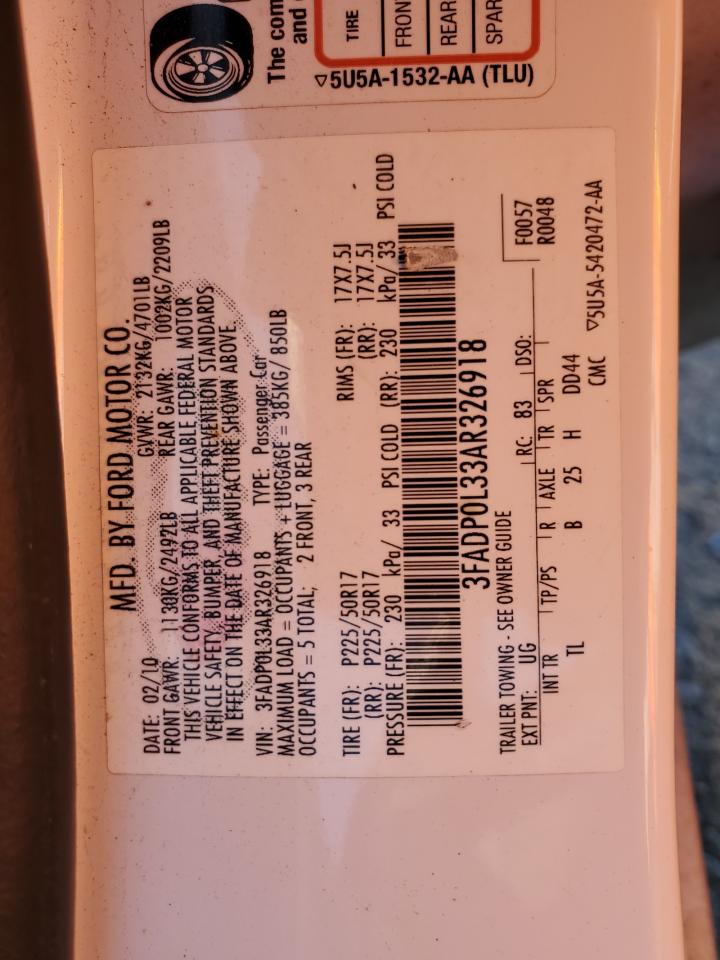 The com
and
TIRE
FRON
REAR
SPAR
5U5A-1532-AA (TLU)
MFD. BY FORD MOTOR CO.
DATE: 02/10 GVWR: 2132KG/4701LB
FRONT GAWR: 1130KG/2492LB REAR GAWR: 1002KG/2209LB
THIS VEHICLE CONFORMS TO ALL APPLICABLE FEDERAL MOTOR
VEHICLE SAFETY, BUMPER, AND THEFT PREVENTION STANDARDS
IN EFFECT ON THE DATE OF MANUFACTURE SHOWN ABOVE.
VIN: 3FADP0L33AR326918 TYPE: Passenger Car
MAXIMUM LOAD = OCCUPANTS + LUGGAGE = 385KG/ 850LB
OCCUPANTS = 5 TOTAL; 2 FRONT, 3 REAR
TIRE (FR): P225/50R17 RIMS (FR): 17X7.5J
(RR): P225/50R17 (RR): 17X7.5J
PRESSURE (FR): 230 kPa/ 33 PSI COLD (RR): 230 kPa/ 33 PSI COLD
3FADP0L33AR326918
TRAILER TOWING - SEE OWNER GUIDE F0057
EXT PNT: UG RC: 83 DSO: R0048
INT TR TP/PS R AXLE TR SPR
TL B 25 H DD44
CMC ▽5U5A-5420472-AA